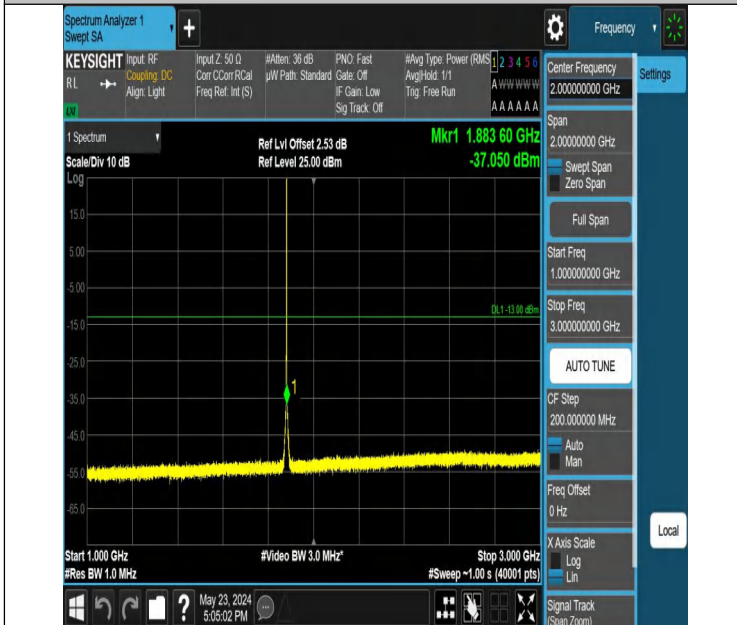 Spectrum Analyzer 1
Swept SA
+
Frequency
KEYSIGHT
RL
LXI
Input: RF
Coupling: DC
Align: Light
Input Z: 50 Ω
Corr CCorr RCal
Freq Ref: Int (S)
#Atten: 36 dB
µW Path: Standard
PNO: Fast
Gate: Off
IF Gain: Low
Sig Track: Off
#Avg Type: Power (RMS
Avg|Hold: 1/1
Trig: Free Run
1 2 3 4 5 6
A W W W W W
A A A A A A
1 Spectrum
Scale/Div 10 dB
Log
Ref Lvl Offset 2.53 dB
Ref Level 25.00 dBm
Mkr1 1.883 60 GHz
-37.050 dBm
15.0
5.00
-5.00
-15.0
-25.0
-35.0
-45.0
-55.0
-65.0
DL1 -13.00 dBm
1
Start 1.000 GHz
#Res BW 1.0 MHz
#Video BW 3.0 MHz*
Stop 3.000 GHz
#Sweep ~1.00 s (40001 pts)
?
May 23, 2024
5:05:02 PM
Center Frequency
2.000000000 GHz
Settings
Span
2.00000000 GHz
Swept Span
Zero Span
Full Span
Start Freq
1.000000000 GHz
Stop Freq
3.000000000 GHz
AUTO TUNE
CF Step
200.000000 MHz
Auto
Man
Freq Offset
0 Hz
X Axis Scale
Log
Lin
Local
Signal Track
(Span Zoom)